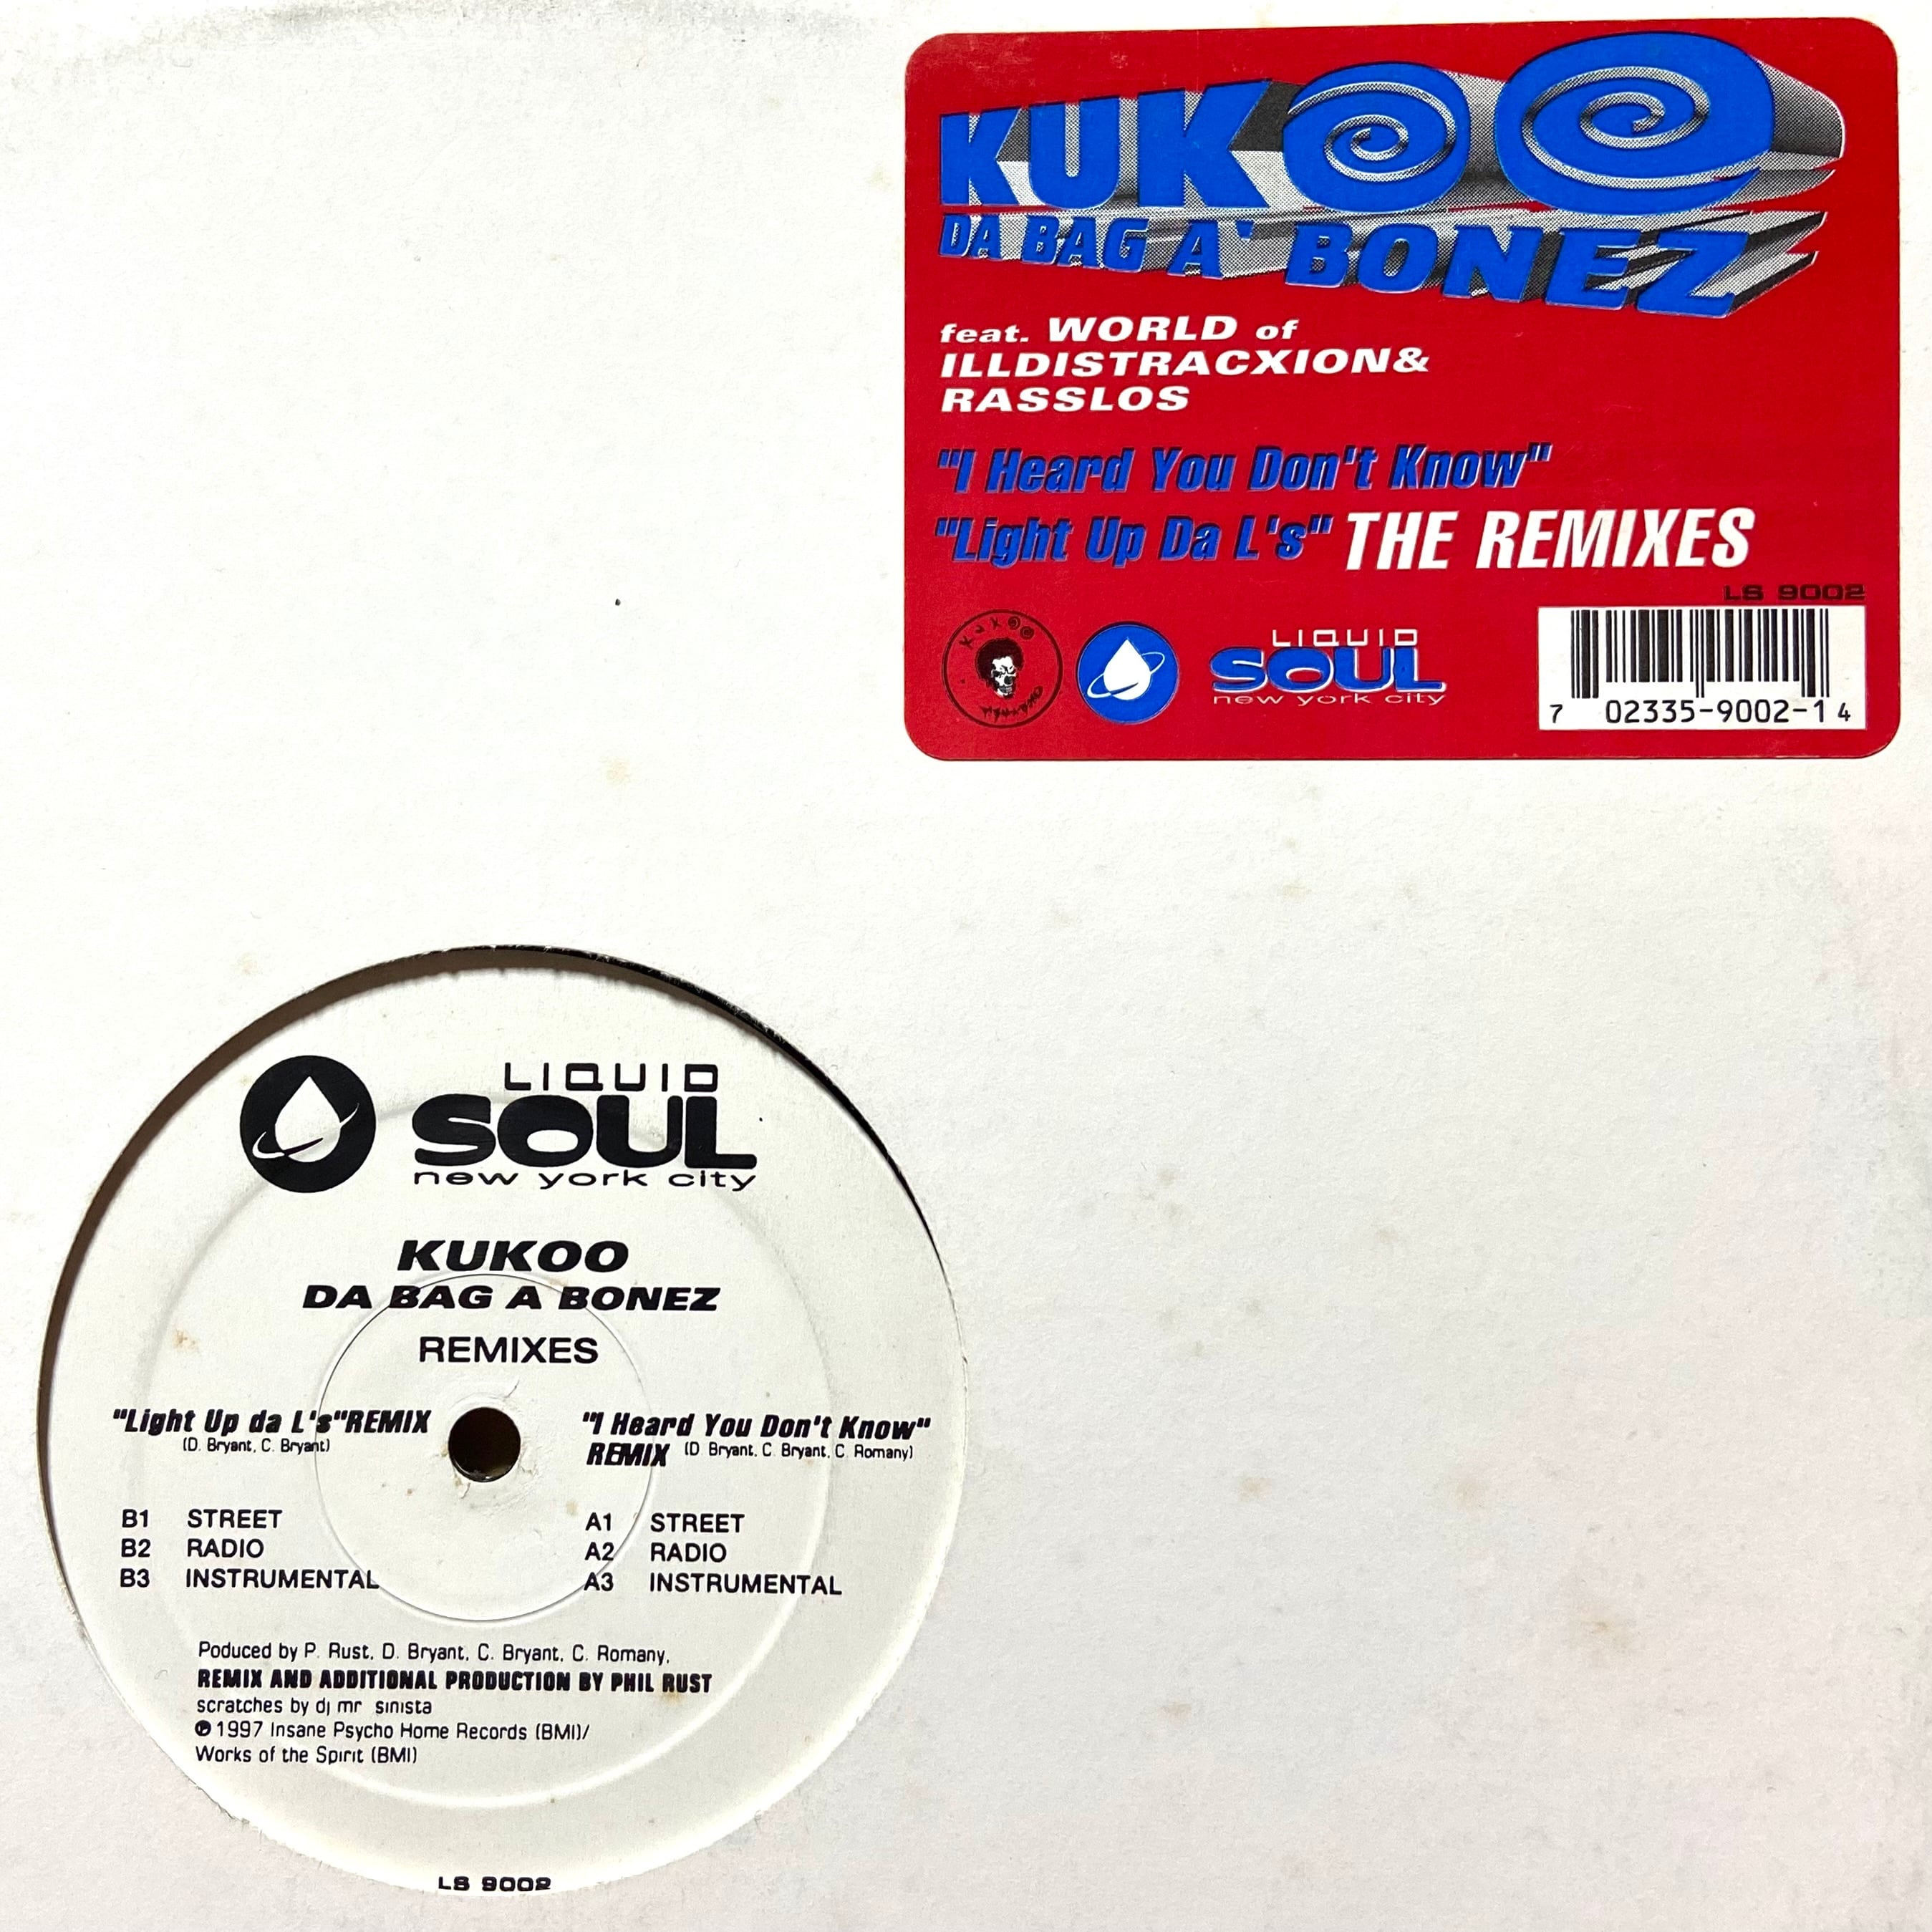 KUKOO
DA BAG A' BONEZ
feat. WORLD of
ILLDISTRACXION&
RASSLOS
"I Heard You Don't Know"
"Light Up Da L's" THE REMIXES
LS 9002
KUKOO
LIQUID
SOUL
new york city
7 02335-9002-1 4
LIQUID
SOUL
new york city
KUKOO
DA BAG A BONEZ
REMIXES
"Light Up da L's"REMIX
(D. Bryant, C. Bryant)
B1 STREET
B2 RADIO
B3 INSTRUMENTAL
"I Heard You Don't Know"
REMIX (D Bryant, C Bryant, C Romany)
A1 STREET
A2 RADIO
A3 INSTRUMENTAL
Poduced by P. Rust, D. Bryant, C. Bryant, C. Romany,
REMIX AND ADDITIONAL PRODUCTION BY PHIL RUST
scratches by dj mr sinista
℗1997 Insane Psycho Home Records (BMI)/
Works of the Spirit (BMI)
LS 9002